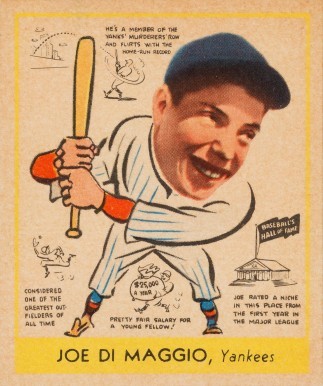 HE'S A MEMBER OF THE
YANKS' MURDERERS' ROW
AND FLIRTS WITH THE
HOME-RUN RECORD
BASEBALL'S
HALL OF FAME
CONSIDERED
ONE OF THE
GREATEST OUT-
FIELDERS OF
ALL TIME
$25,000
A YEAR
PRETTY FAIR SALARY FOR
A YOUNG FELLOW!
JOE RATED A NICHE
IN THIS PLACE FROM
THE FIRST YEAR IN
THE MAJOR LEAGUE
JOE DI MAGGIO, Yankees